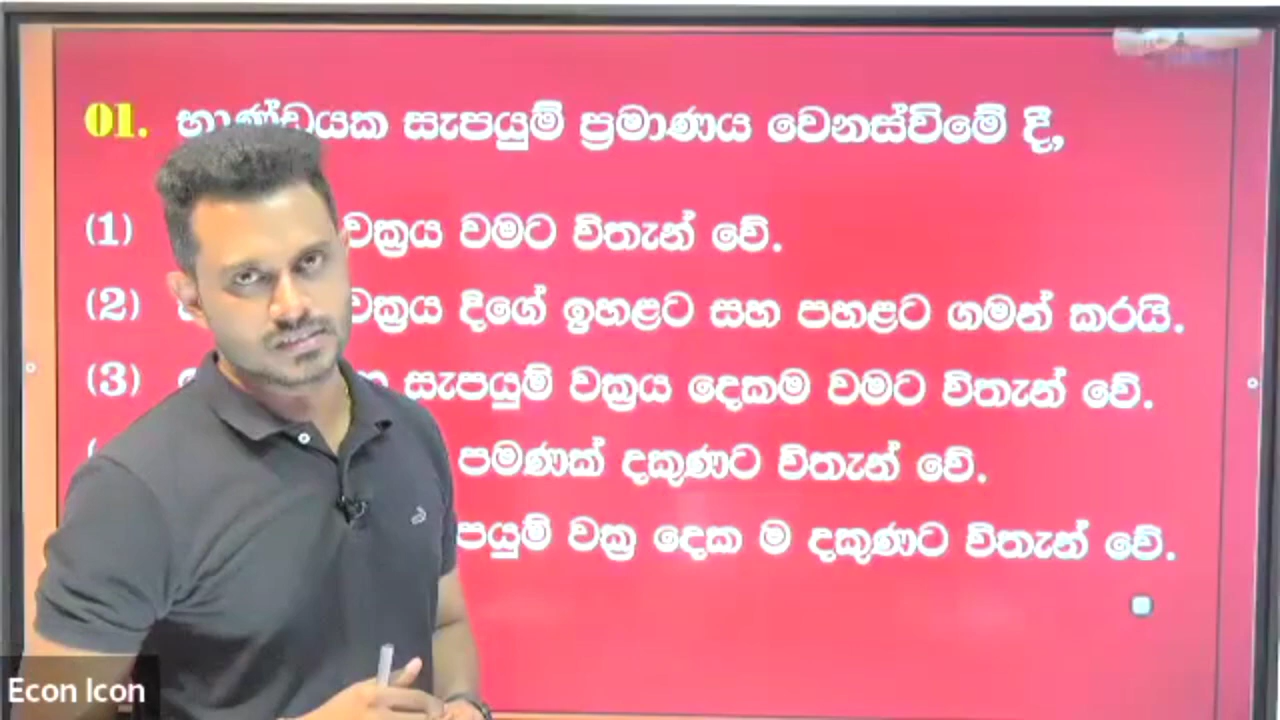 01. භාණ්ඩයක සැපයුම් ප්‍රමාණය වෙනස්වීමේ දී,
(1) වක්‍රය වමට විතැන් වේ.
(2) වක්‍රය දිගේ ඉහළට සහ පහළට ගමන් කරයි.
(3) සැපයුම් වක්‍රය දෙකම වමට විතැන් වේ.
පමණක් දකුණට විතැන් වේ.
වක්‍ර දෙක ම දකුණට විතැන් වේ.
Econ Icon